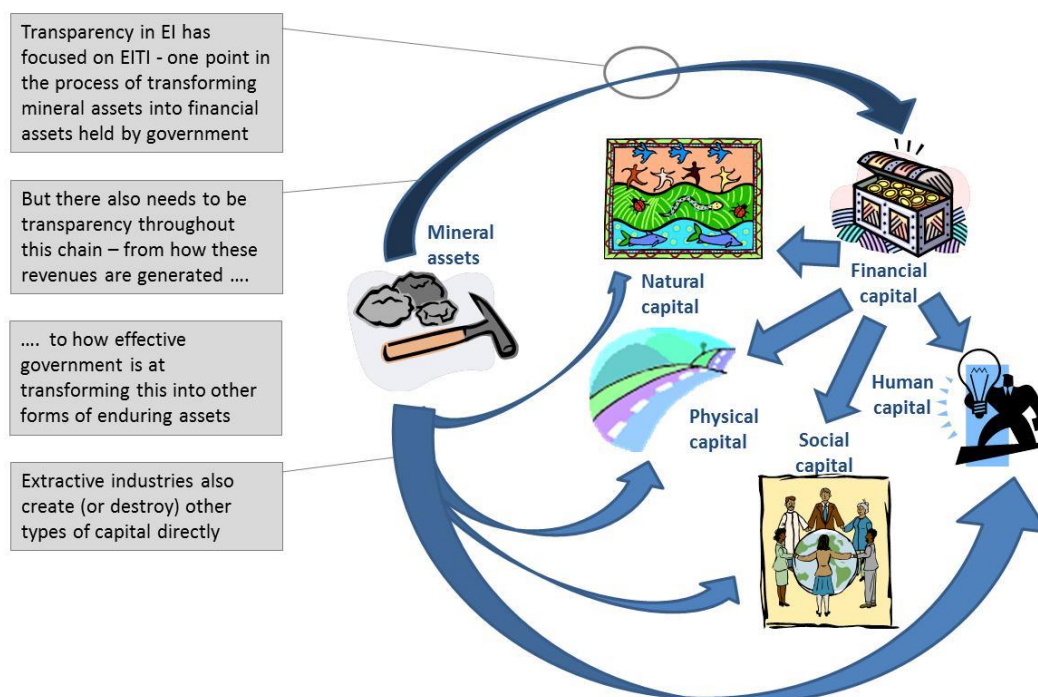 Transparency in EI has
focused on EITI - one point in
the process of transforming
mineral assets into financial
assets held by government
But there also needs to be
transparency throughout
this chain – from how these
revenues are generated ….
…. to how effective
government is at
transforming this into other
forms of enduring assets
Extractive industries also
create (or destroy) other
types of capital directly
Mineral
assets
Natural
capital
Financial
capital
Physical
capital
Human
capital
Social
capital